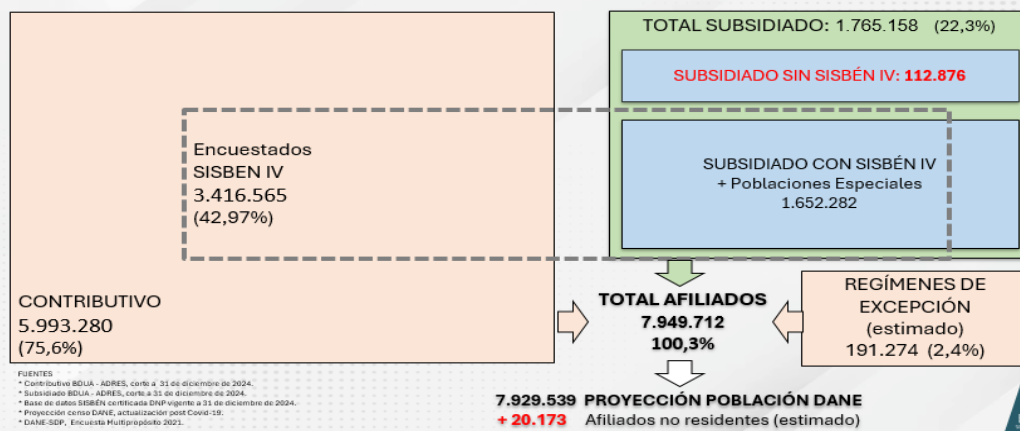 TOTAL SUBSIDIADO: 1.765.158 (22,3%)
SUBSIDIADO SIN SISBÉN IV: 112.876
Encuestados
SISBEN IV
3.416.565
(42,97%)
SUBSIDIADO CON SISBÉN IV
+ Poblaciones Especiales
1.652.282
CONTRIBUTIVO
5.993.280
(75,6%)
TOTAL AFILIADOS
7.949.712
100,3%
REGÍMENES DE
EXCEPCIÓN
(estimado)
191.274 (2,4%)
FUENTES
* Contributivo BDUA - ADRES, corte a 31 de diciembre de 2024.
* Subsidiado BDUA - ADRES, corte a 31 de diciembre de 2024.
* Base de datos SISBÉN certificada DNP vigente a 31 de diciembre de 2024.
* Proyección censo DANE, actualización post Covid-19.
* DANE-SDP, Encuesta Multipropósito 2021.
7.929.539 PROYECCIÓN POBLACIÓN DANE
+ 20.173 Afiliados no residentes (estimado)